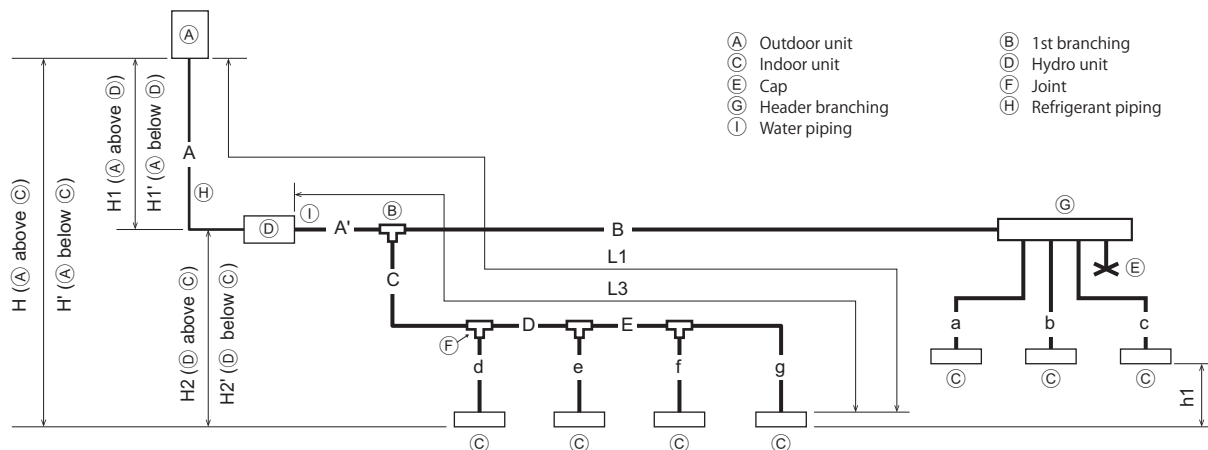 Ⓐ
Ⓐ Outdoor unit
Ⓑ 1st branching
Ⓒ Indoor unit
Ⓓ Hydro unit
Ⓔ Cap
Ⓕ Joint
Ⓖ Header branching
Ⓗ Refrigerant piping
Ⓘ Water piping
H (Ⓐ above Ⓒ)
H' (Ⓐ below Ⓒ)
H1 (Ⓐ above Ⓓ)
H1' (Ⓐ below Ⓓ)
H2 (Ⓓ above Ⓒ)
H2' (Ⓓ below Ⓒ)
A
Ⓗ
Ⓓ
Ⓘ
A'
Ⓑ
B
Ⓖ
C
L1
L3
Ⓔ
Ⓕ
D
E
a
b
c
d
e
f
g
Ⓒ
Ⓒ
Ⓒ
h1
Ⓒ
Ⓒ
Ⓒ
Ⓒ